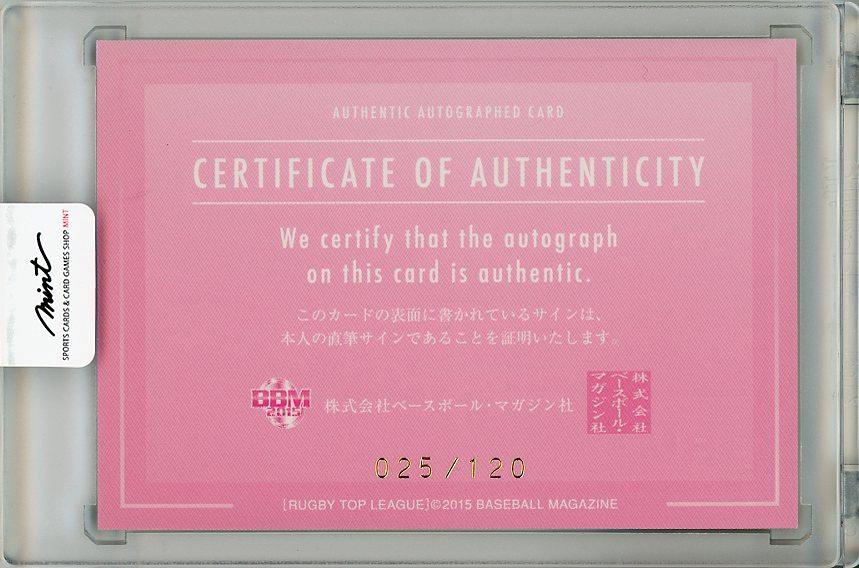 AUTHENTIC AUTOGRAPHED CARD
CERTIFICATE OF AUTHENTICITY
We certify that the autograph
on this card is authentic.
このカードの表面に書かれているサインは、
本人の直筆サインであることを証明いたします。
BBM
2015
株式会社ベースボール・マガジン社
株式会社
ベースボール・
マガジン社
025/120
[RUGBY TOP LEAGUE]©2015 BASEBALL MAGAZINE
mint
SPORTS CARDS & CARD GAMES SHOP MINT